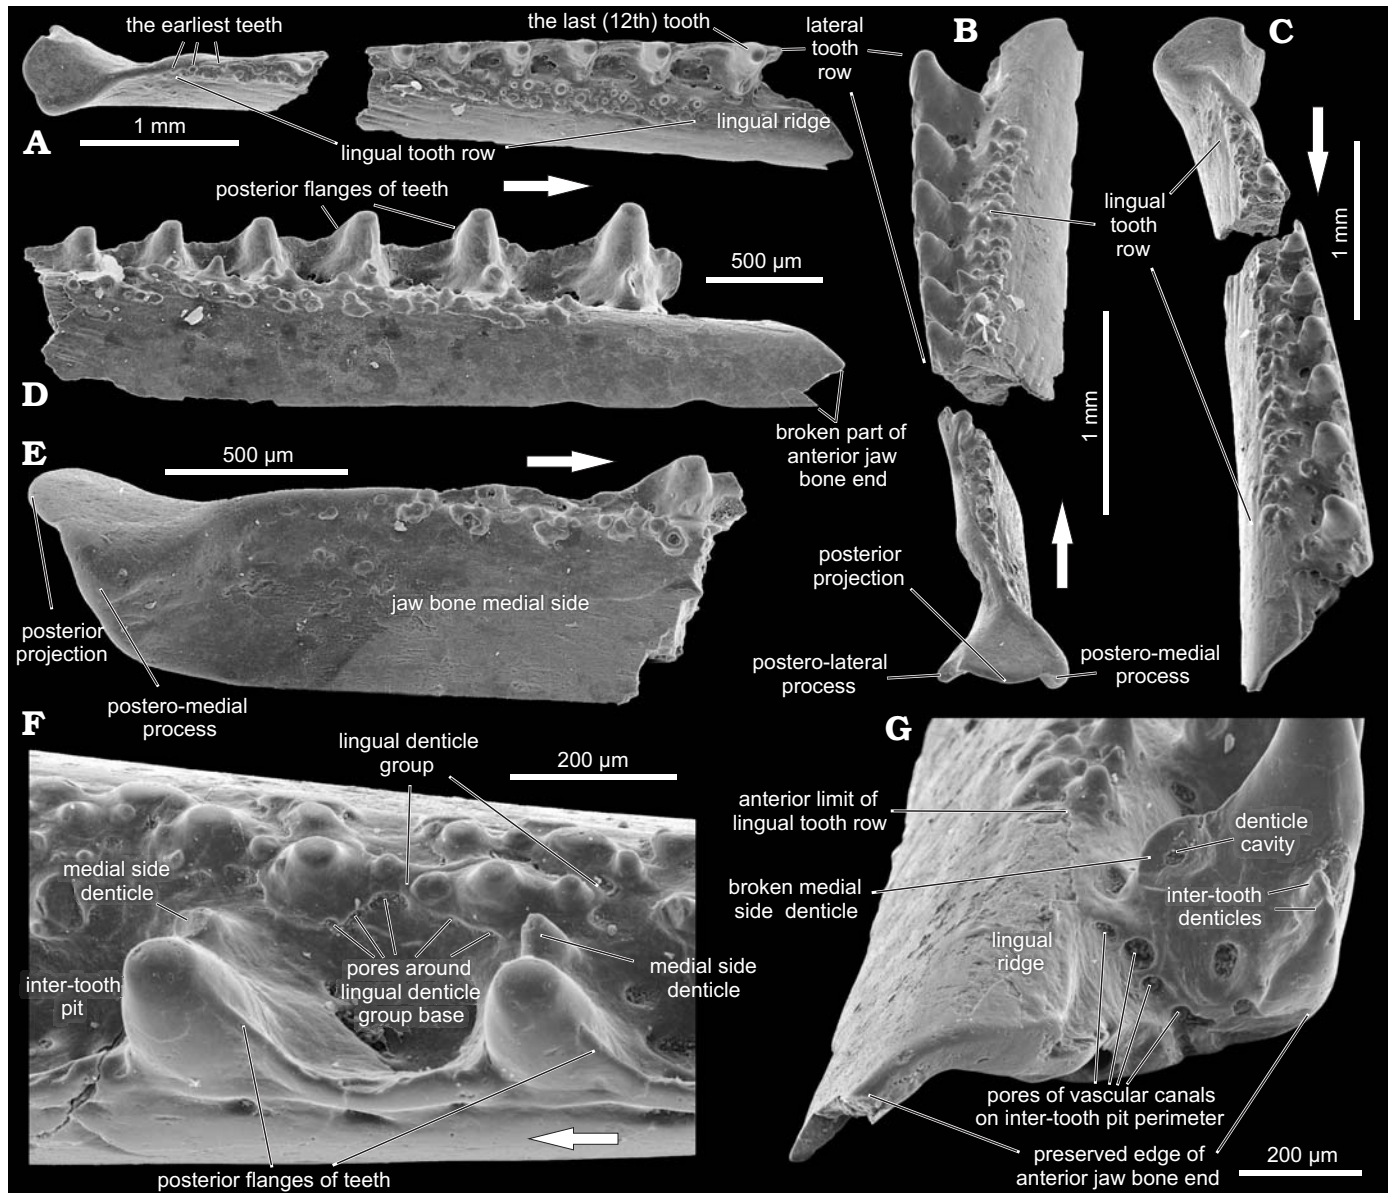 the earliest teeth
the last (12th) tooth
lateral
tooth
row
B
C
1 mm
A
lingual tooth row
lingual ridge
posterior flanges of teeth
lingual
tooth
row
1 mm
500 µm
D
1 mm
broken part of
anterior jaw
bone end
E
500 µm
jaw bone medial side
posterior
projection
posterior
projection
postero-lateral
process
postero-medial
process
postero-medial
process
F
lingual denticle
group
200 µm
medial side
denticle
inter-tooth
pit
pores around
lingual denticle
group base
medial side
denticle
posterior flanges of teeth
G
anterior limit of
lingual tooth row
denticle
cavity
broken medial
side denticle
inter-tooth
denticles
lingual
ridge
pores of vascular canals
on inter-tooth pit perimeter
preserved edge of
anterior jaw bone end
200 µm